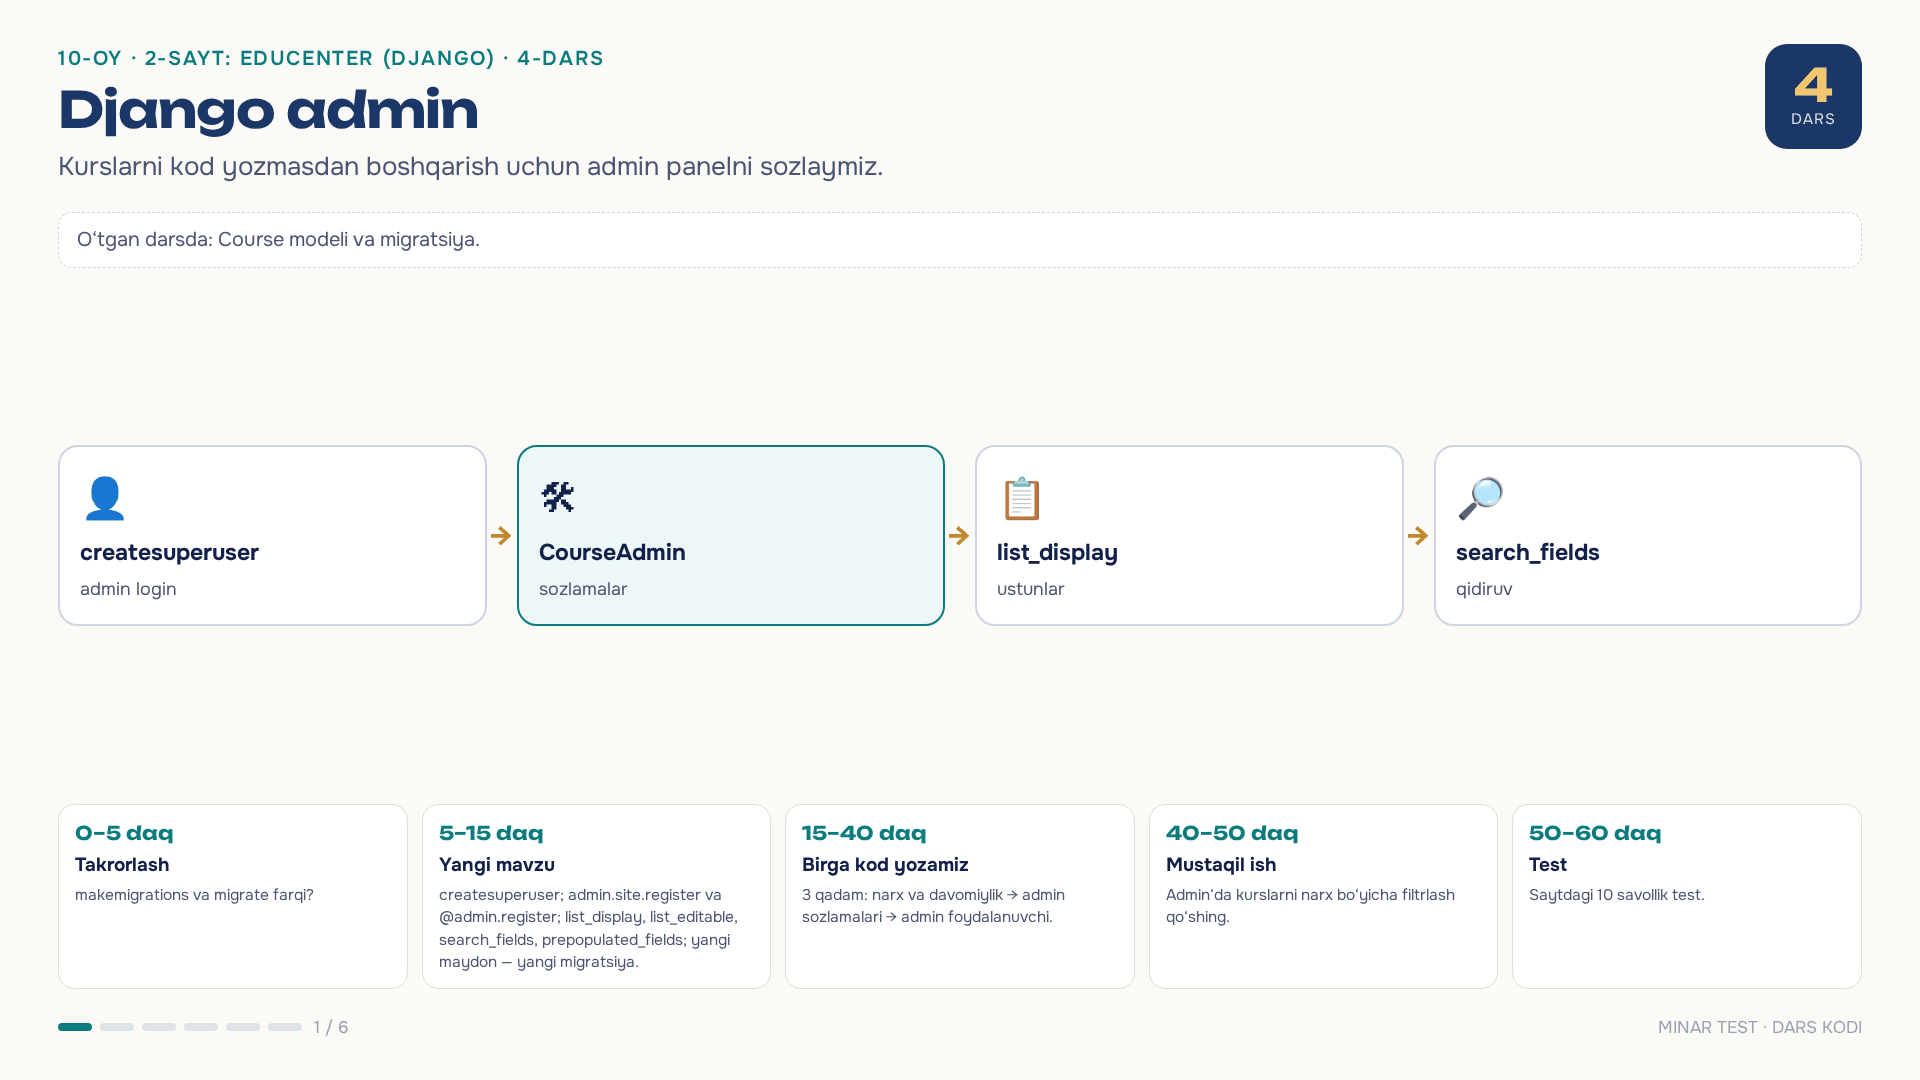 10-OY · 2-SAYT: EDUCENTER (DJANGO) · 4-DARS
Django admin
Kurslarni kod yozmasdan boshqarish uchun admin panelni sozlaymiz.
4
DARS
O‘tgan darsda: Course modeli va migratsiya.
createsuperuser
admin login
→
CourseAdmin
sozlamalar
→
list_display
ustunlar
→
search_fields
qidiruv
0–5 daq
Takrorlash
makemigrations va migrate farqi?
5–15 daq
Yangi mavzu
createsuperuser; admin.site.register va
@admin.register; list_display, list_editable,
search_fields, prepopulated_fields; yangi
maydon — yangi migratsiya.
15–40 daq
Birga kod yozamiz
3 qadam: narx va davomiylik → admin
sozlamalari → admin foydalanuvchi.
40–50 daq
Mustaqil ish
Admin‘da kurslarni narx bo‘yicha filtrlash
qo‘shing.
50–60 daq
Test
Saytdagi 10 savollik test.
1 / 6
MINAR TEST · DARS KODI